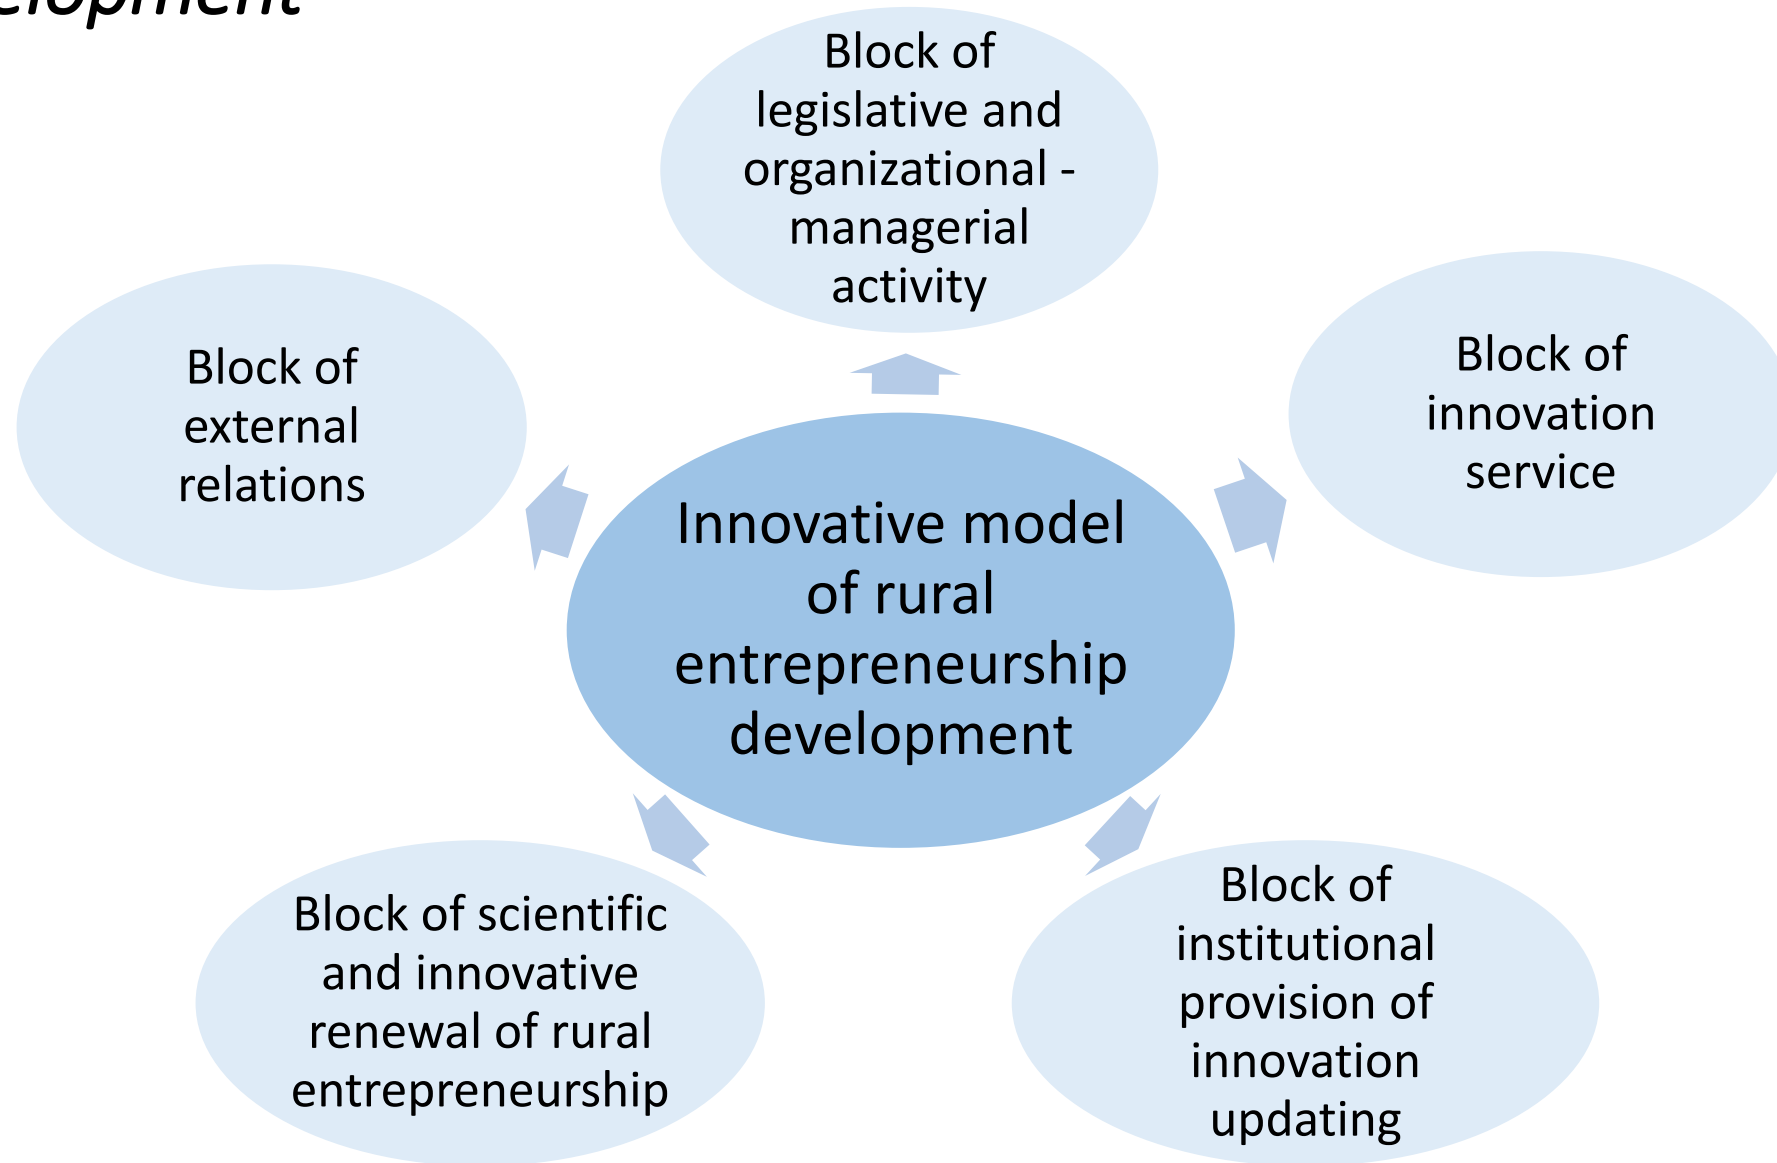 Block of
legislative and
organizational -
managerial
activity
Block of
external
relations
Block of
innovation
service
Innovative model
of rural
entrepreneurship
development
Block of scientific
and innovative
renewal of rural
entrepreneurship
Block of
institutional
provision of
innovation
updating